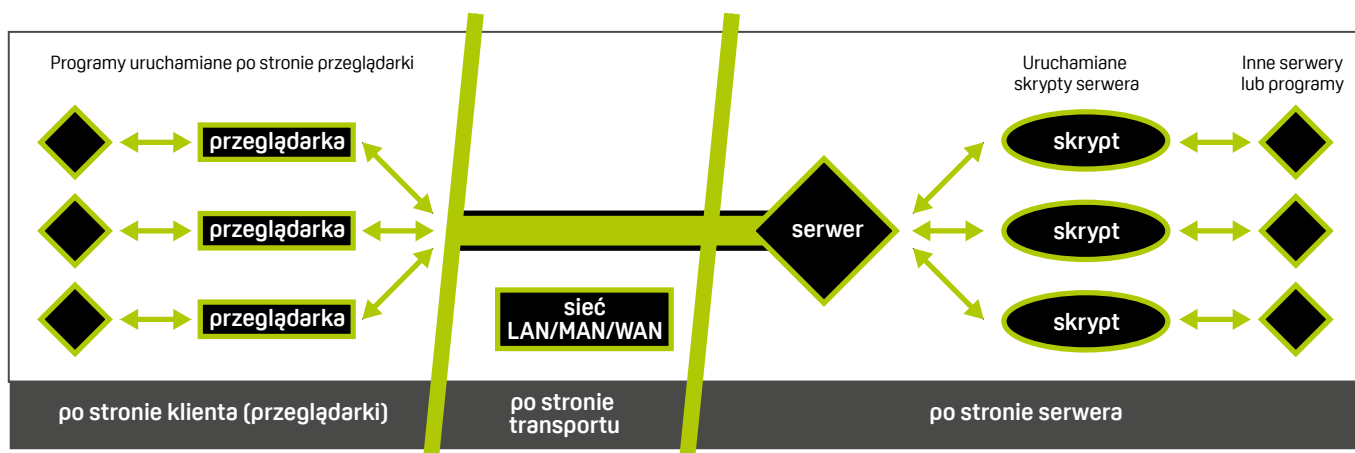 Programy uruchamiane po stronie przeglądarki
Uruchamiane
skrypty serwera
Inne serwery
lub programy
przeglądarka
skrypt
przeglądarka
serwer
skrypt
przeglądarka
sieć
LAN/MAN/WAN
skrypt
po stronie klienta (przeglądarki)
po stronie
transportu
po stronie serwera